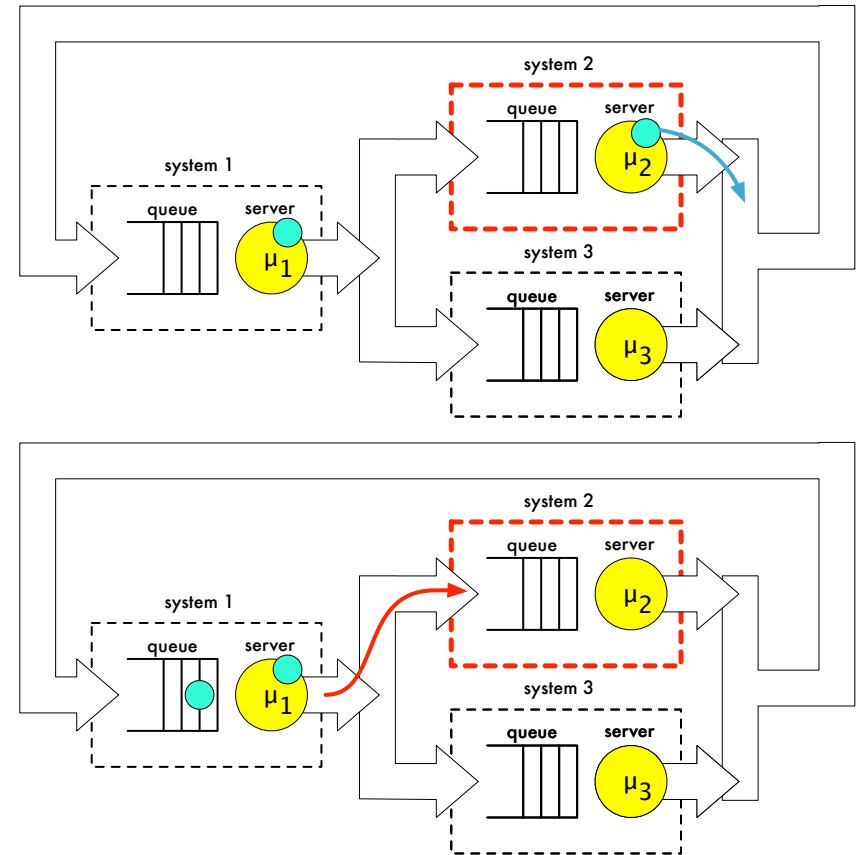 system 2
queue server
μ2
system 1
queue server
μ1
system 3
queue server
μ3
system 2
queue server
μ2
system 1
queue server
μ1
system 3
queue server
μ3